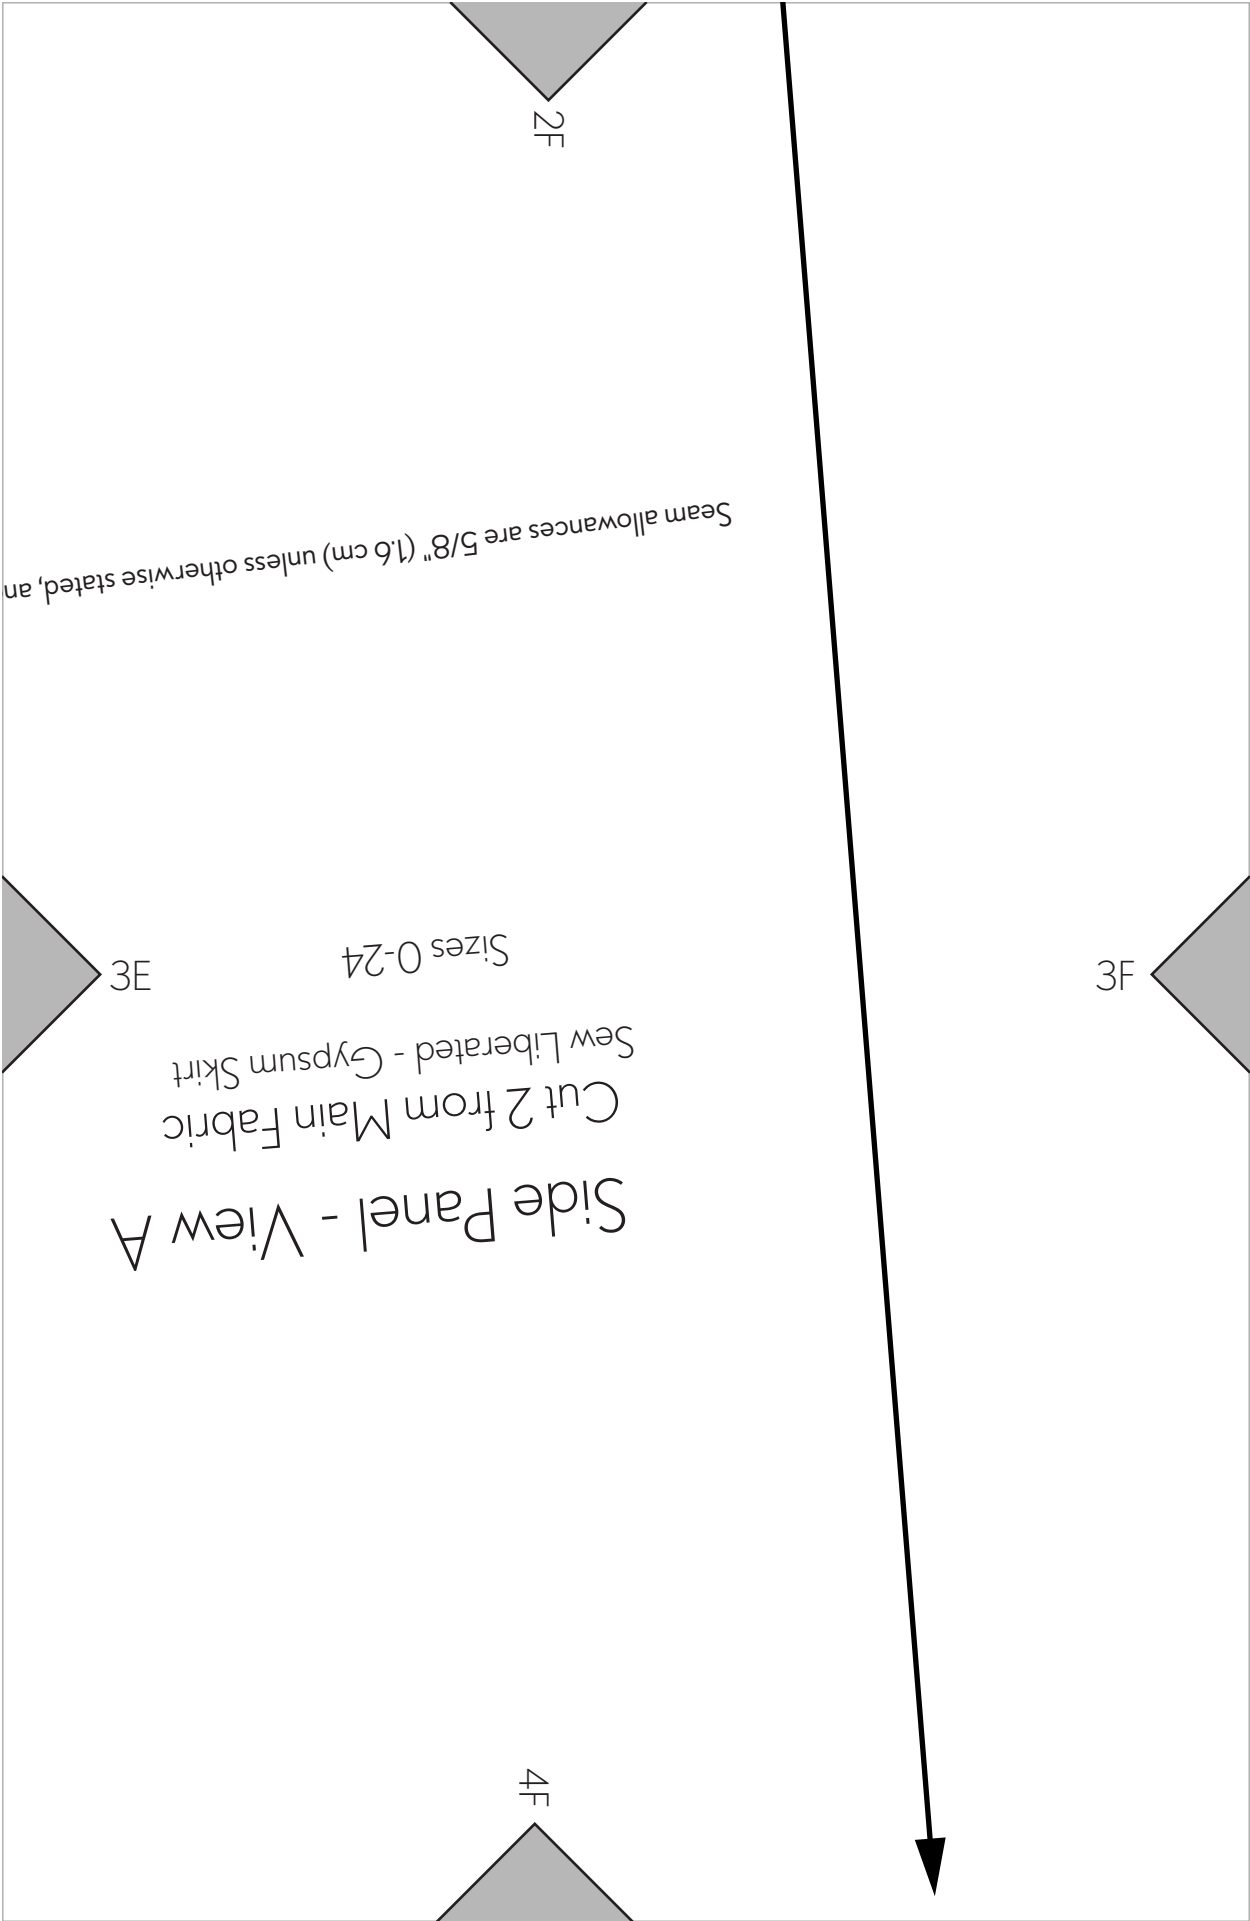 2F
Seam allowances are 5/8" (1.6 cm) unless otherwise stated, an
3E
3F
Side Panel - View A
Cut 2 from Main Fabric
Sew Liberated - Gypsum Skirt
Sizes 0-24
4F